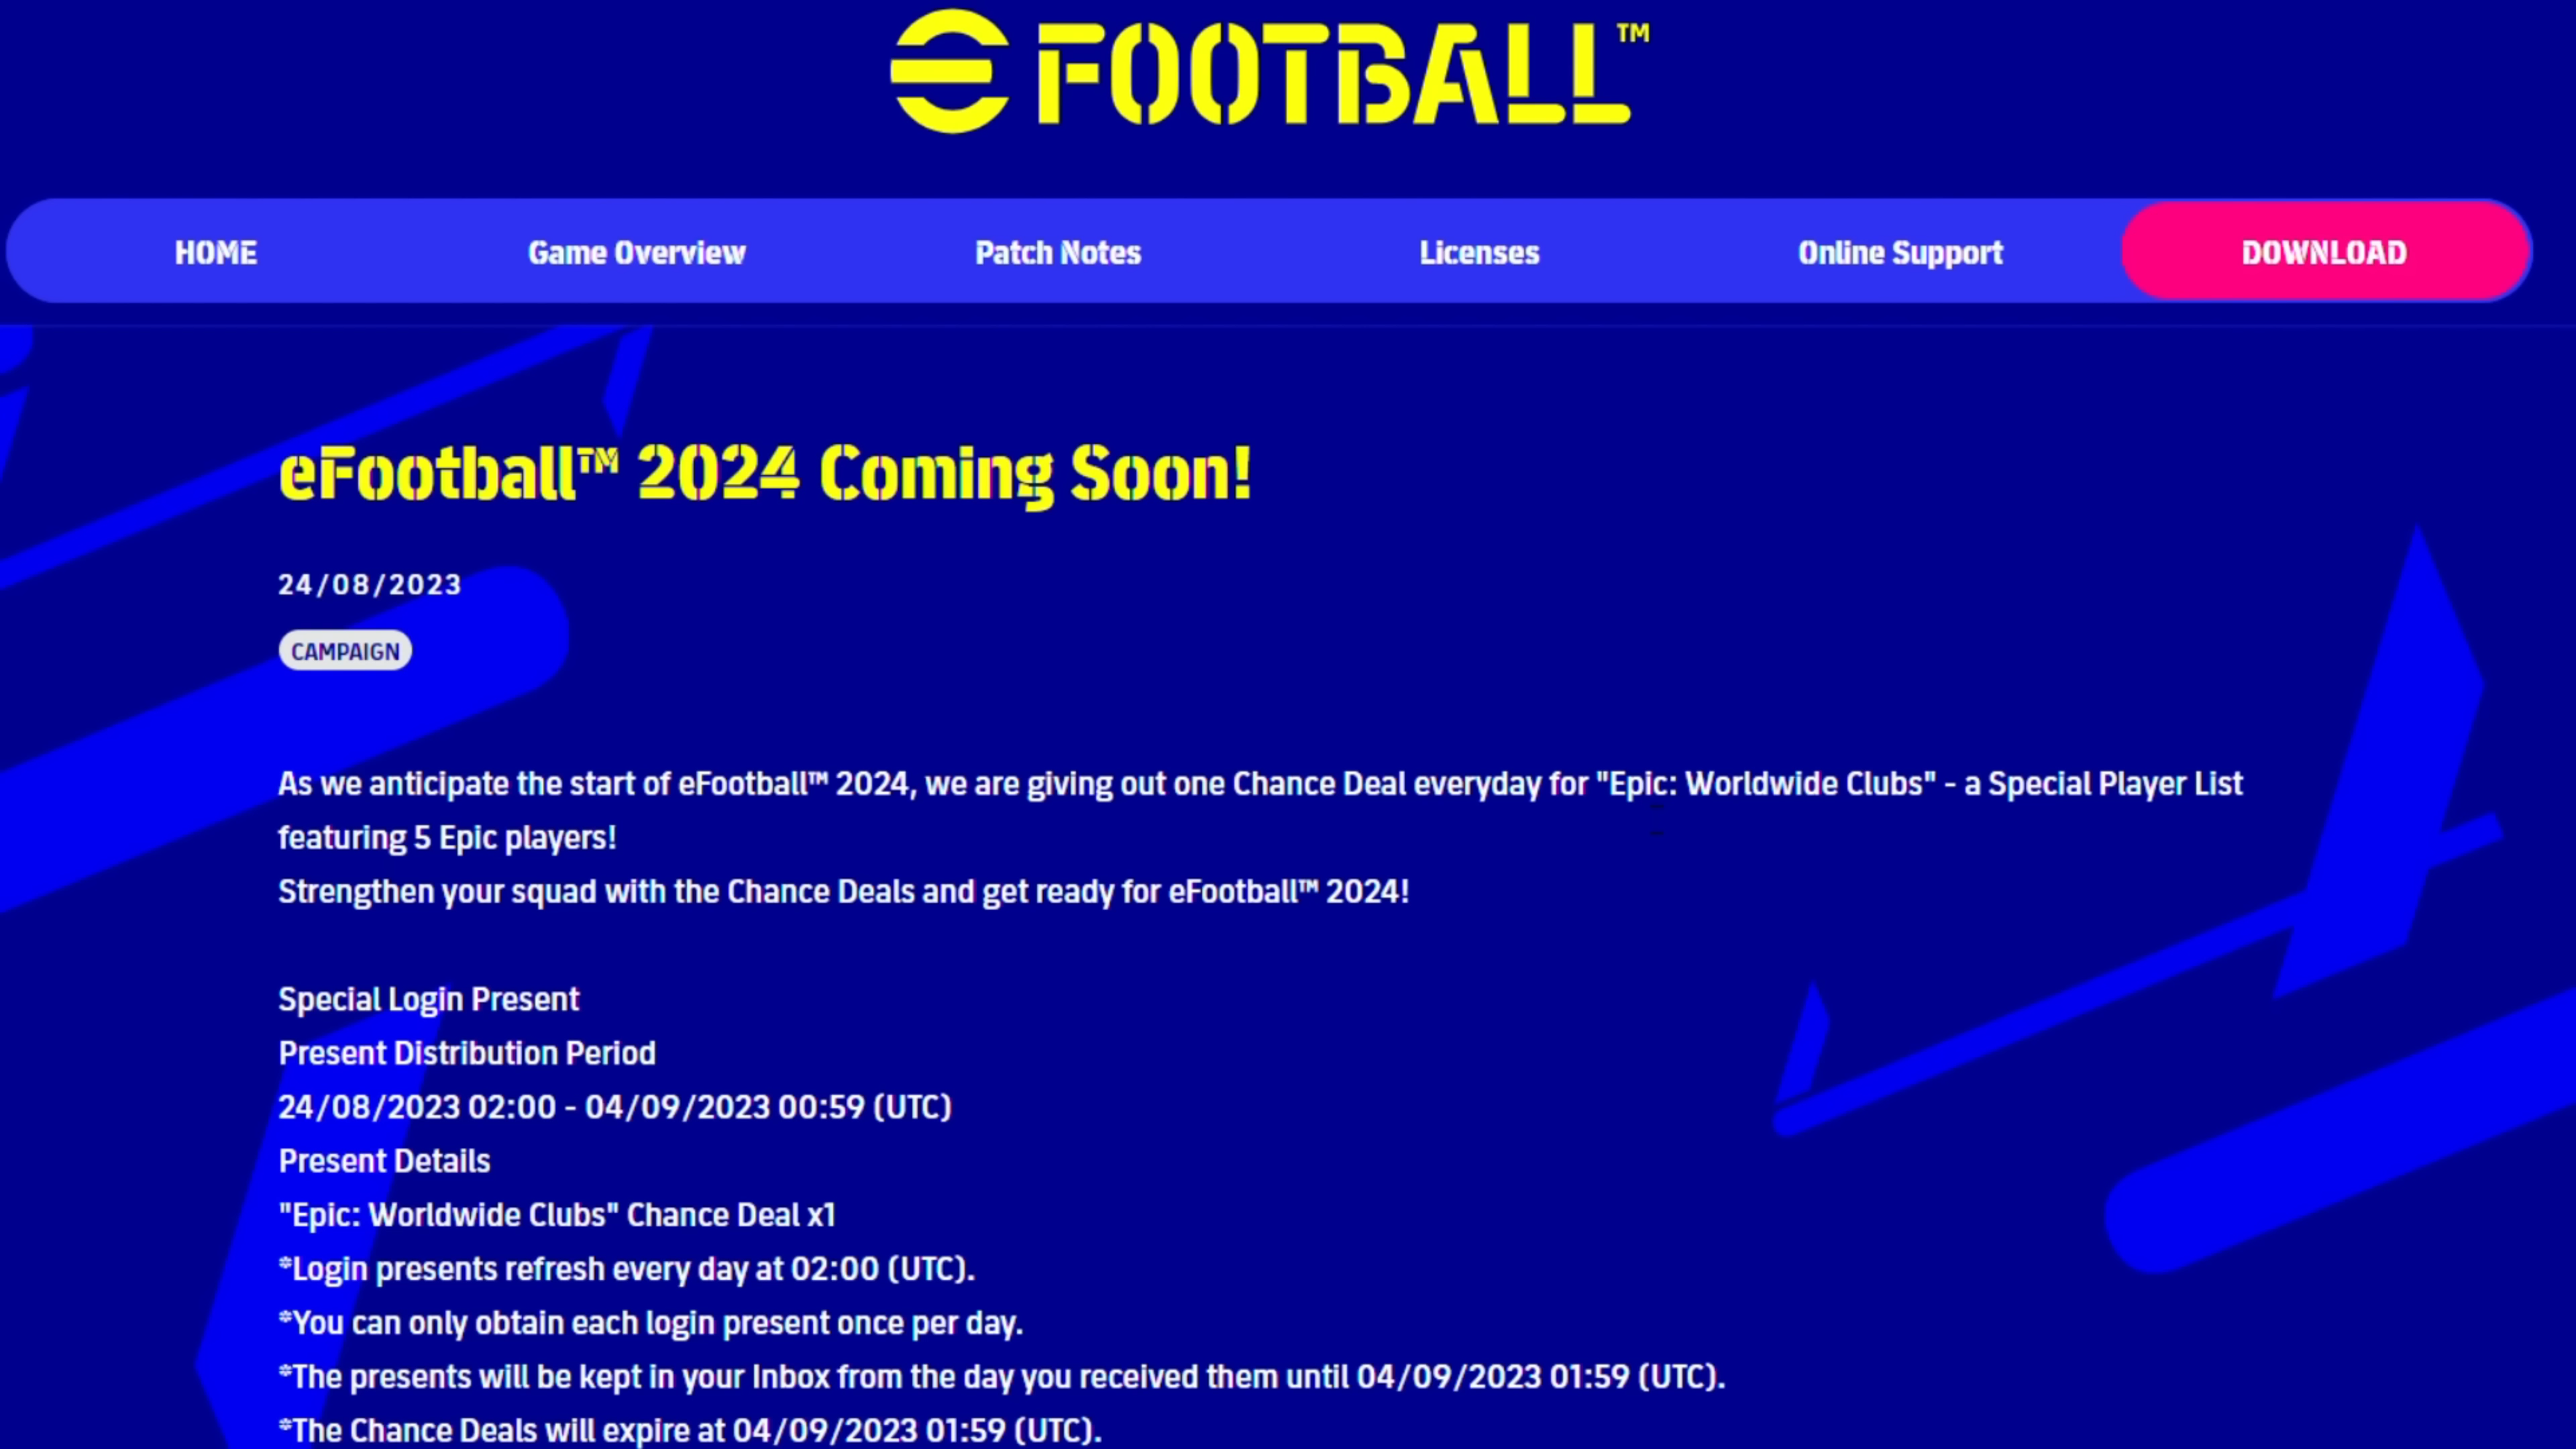 FOOTBALL™
HOME
Game Overview
Patch Notes
Licenses
Online Support
DOWNLOAD
eFootball™ 2024 Coming Soon!
24/08/2023
CAMPAIGN
As we anticipate the start of eFootball™ 2024, we are giving out one Chance Deal everyday for "Epic: Worldwide Clubs" - a Special Player List
featuring 5 Epic players!
Strengthen your squad with the Chance Deals and get ready for eFootball™ 2024!
Special Login Present
Present Distribution Period
24/08/2023 02:00 - 04/09/2023 00:59 (UTC)
Present Details
"Epic: Worldwide Clubs" Chance Deal x1
*Login presents refresh every day at 02:00 (UTC).
*You can only obtain each login present once per day.
*The presents will be kept in your Inbox from the day you received them until 04/09/2023 01:59 (UTC).
*The Chance Deals will expire at 04/09/2023 01:59 (UTC).